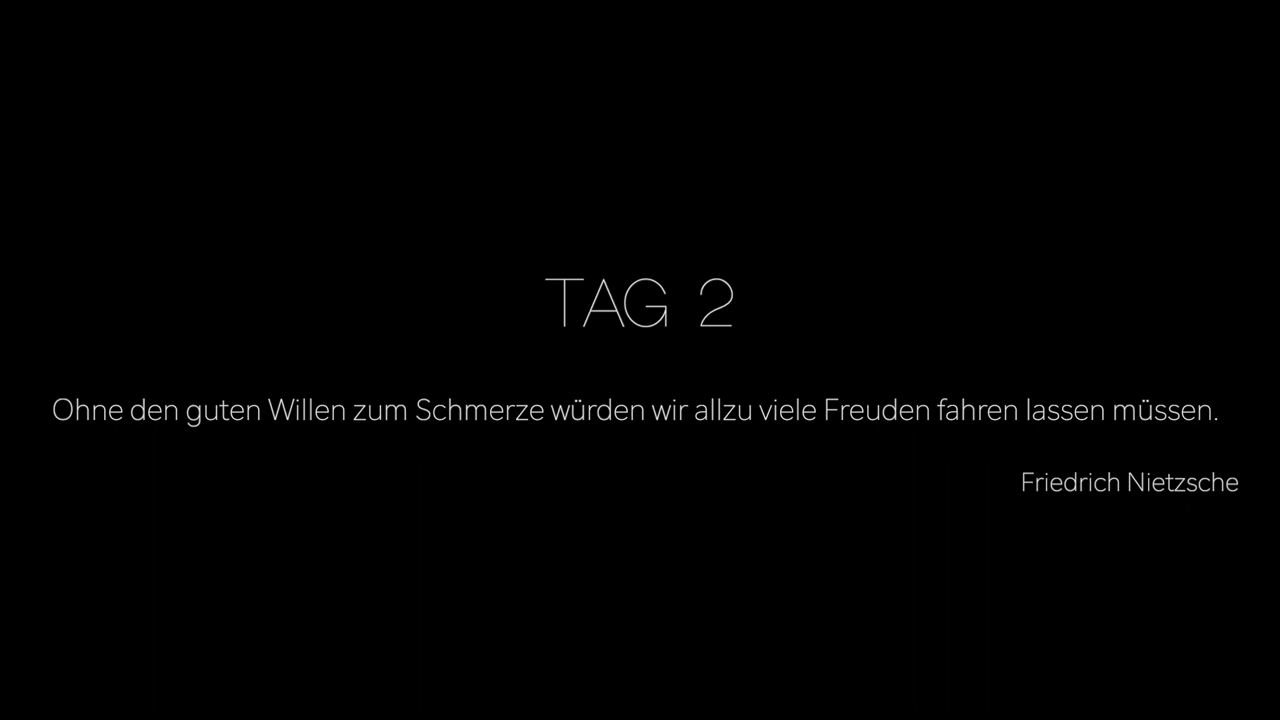 TAG 2
Ohne den guten Willen zum Schmerze würden wir allzu viele Freuden fahren lassen müssen.
Friedrich Nietzsche